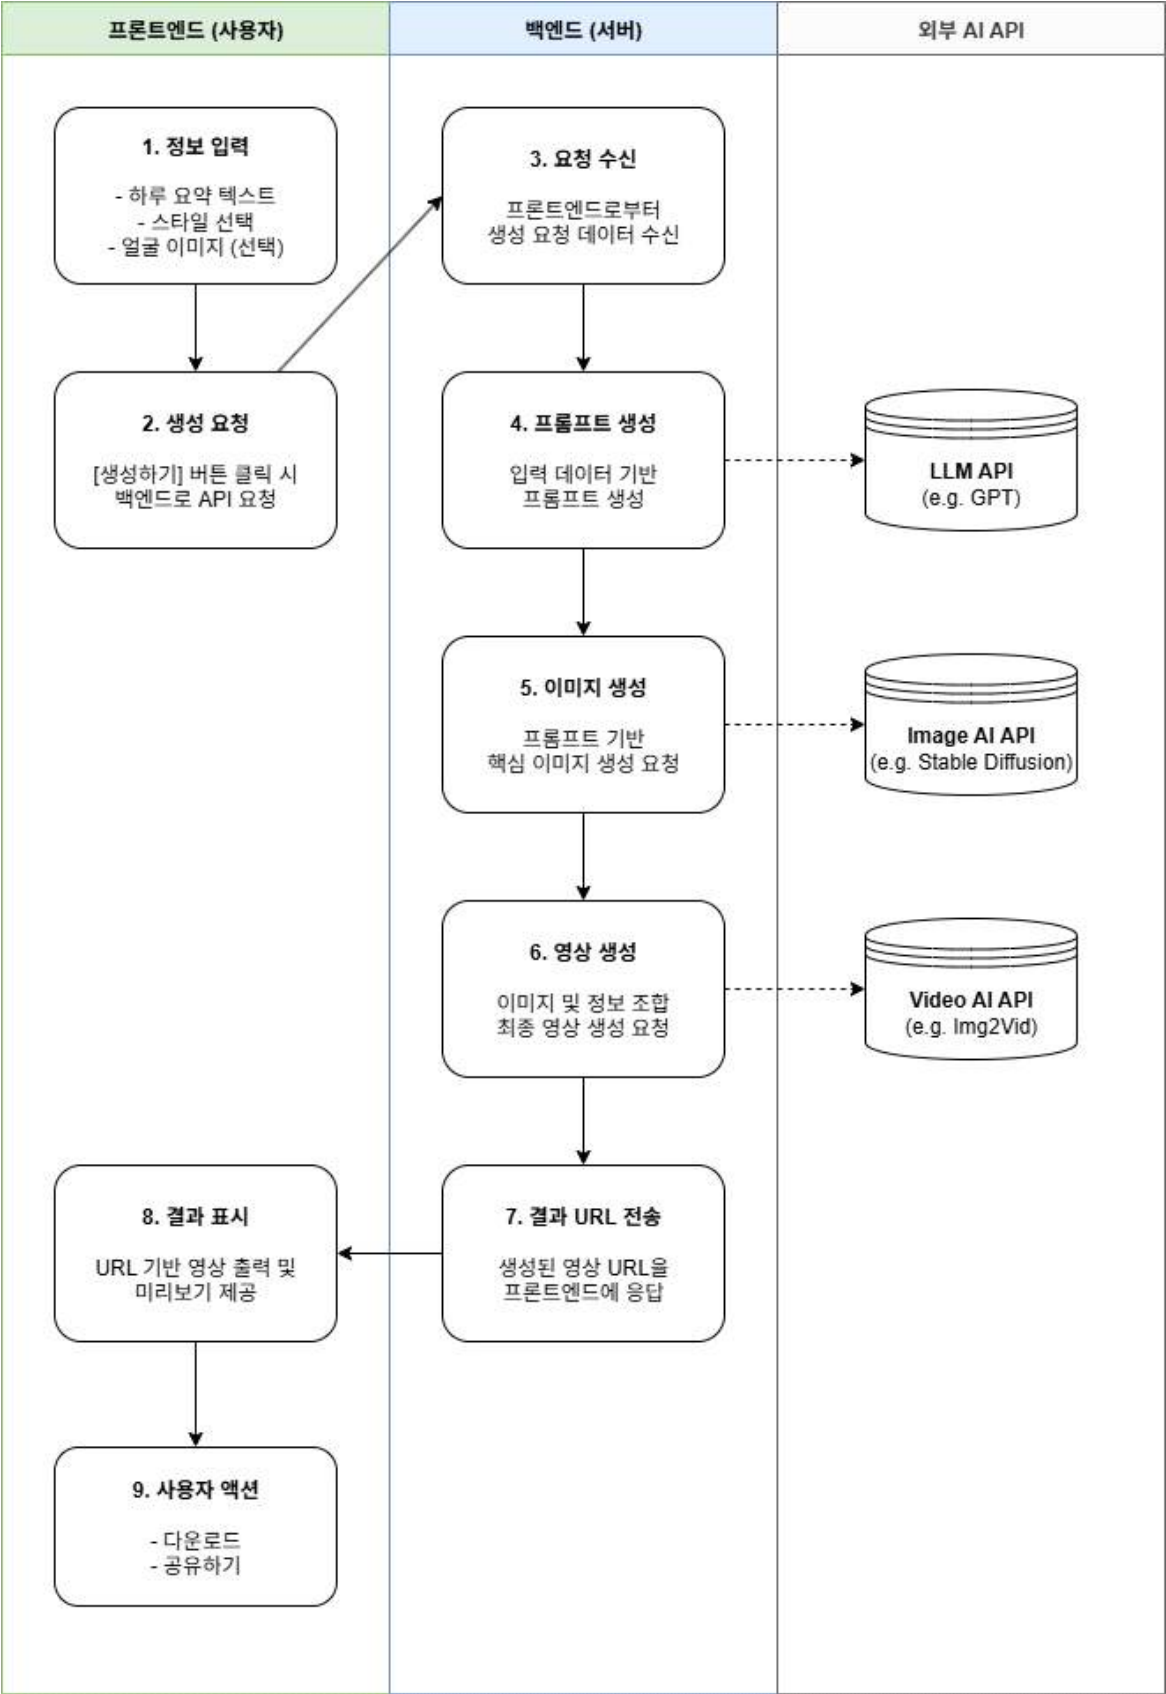 프론트엔드 (사용자)
백엔드 (서버)
외부 AI API
1. 정보 입력
- 하루 요약 텍스트
- 스타일 선택
- 얼굴 이미지 (선택)
2. 생성 요청
[생성하기] 버튼 클릭 시
백엔드로 API 요청
3. 요청 수신
프론트엔드로부터
생성 요청 데이터 수신
4. 프롬프트 생성
입력 데이터 기반
프롬프트 생성
LLM API
(e.g. GPT)
5. 이미지 생성
프롬프트 기반
핵심 이미지 생성 요청
Image AI API
(e.g. Stable Diffusion)
6. 영상 생성
이미지 및 정보 조합
최종 영상 생성 요청
Video AI API
(e.g. Img2Vid)
7. 결과 URL 전송
생성된 영상 URL을
프론트엔드에 응답
8. 결과 표시
URL 기반 영상 출력 및
미리보기 제공
9. 사용자 액션
- 다운로드
- 공유하기